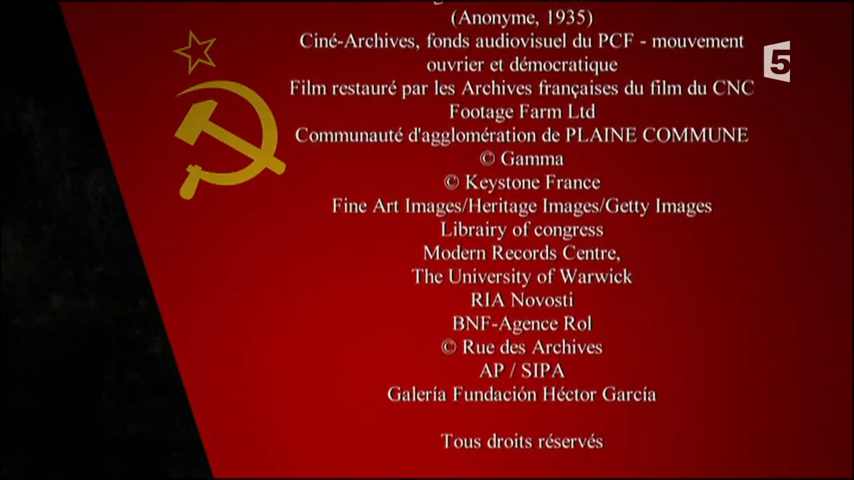 (Anonyme, 1935)
Ciné-Archives, fonds audiovisuel du PCF - mouvement
ouvrier et démocratique
Film restauré par les Archives françaises du film du CNC
Footage Farm Ltd
Communauté d'agglomération de PLAINE COMMUNE
© Gamma
© Keystone France
Fine Art Images/Heritage Images/Getty Images
Librairy of congress
Modern Records Centre,
The University of Warwick
RIA Novosti
BNF-Agence Rol
© Rue des Archives
AP / SIPA
Galería Fundación Héctor García
Tous droits réservés
5